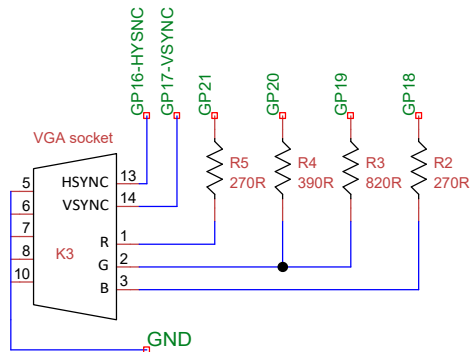 GP16-HYSNC
GP17-VSYNC
GP21
GP20
GP19
GP18
VGA socket
R5
270R
R4
390R
R3
820R
R2
270R
5
6
7
8
10
K3
HSYNC
13
VSYNC
14
R
1
G
2
B
3
GND